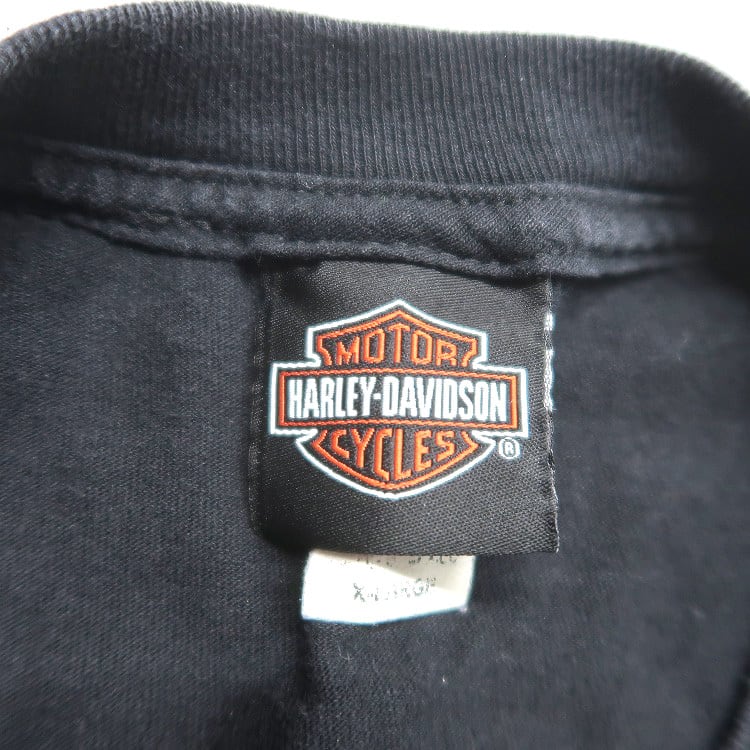 MOTOR
HARLEY-DAVIDSON
CYCLES
®
X-LARGE